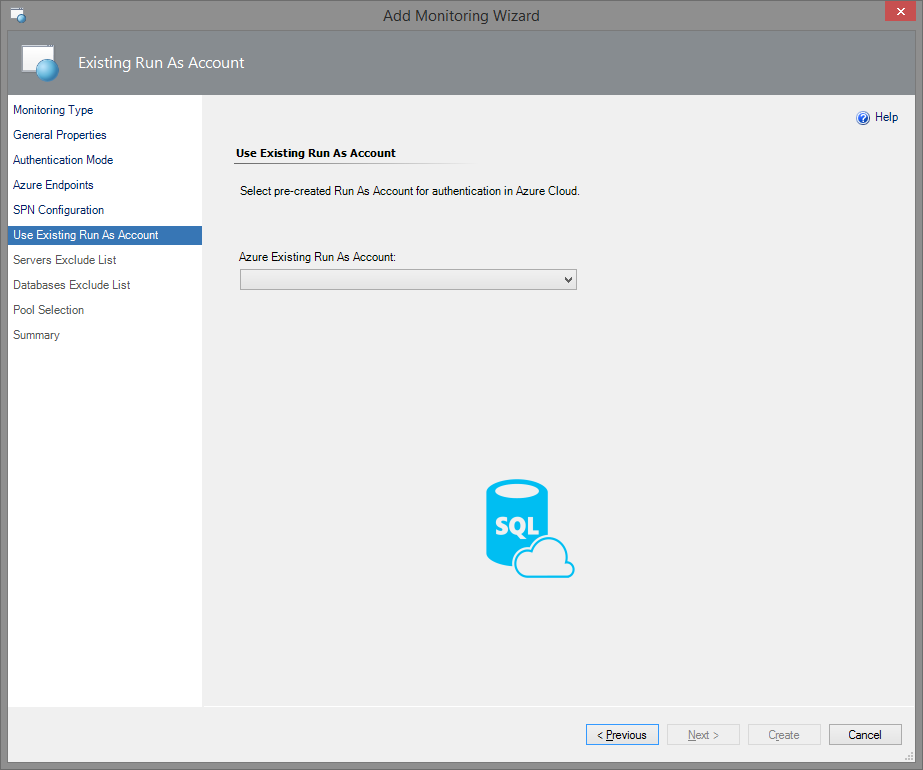 Add Monitoring Wizard
Existing Run As Account
Monitoring Type
General Properties
Authentication Mode
Azure Endpoints
SPN Configuration
Use Existing Run As Account
Servers Exclude List
Databases Exclude List
Pool Selection
Summary
Help
Use Existing Run As Account
Select pre-created Run As Account for authentication in Azure Cloud.
Azure Existing Run As Account:
SQL
< Previous
Next >
Create
Cancel